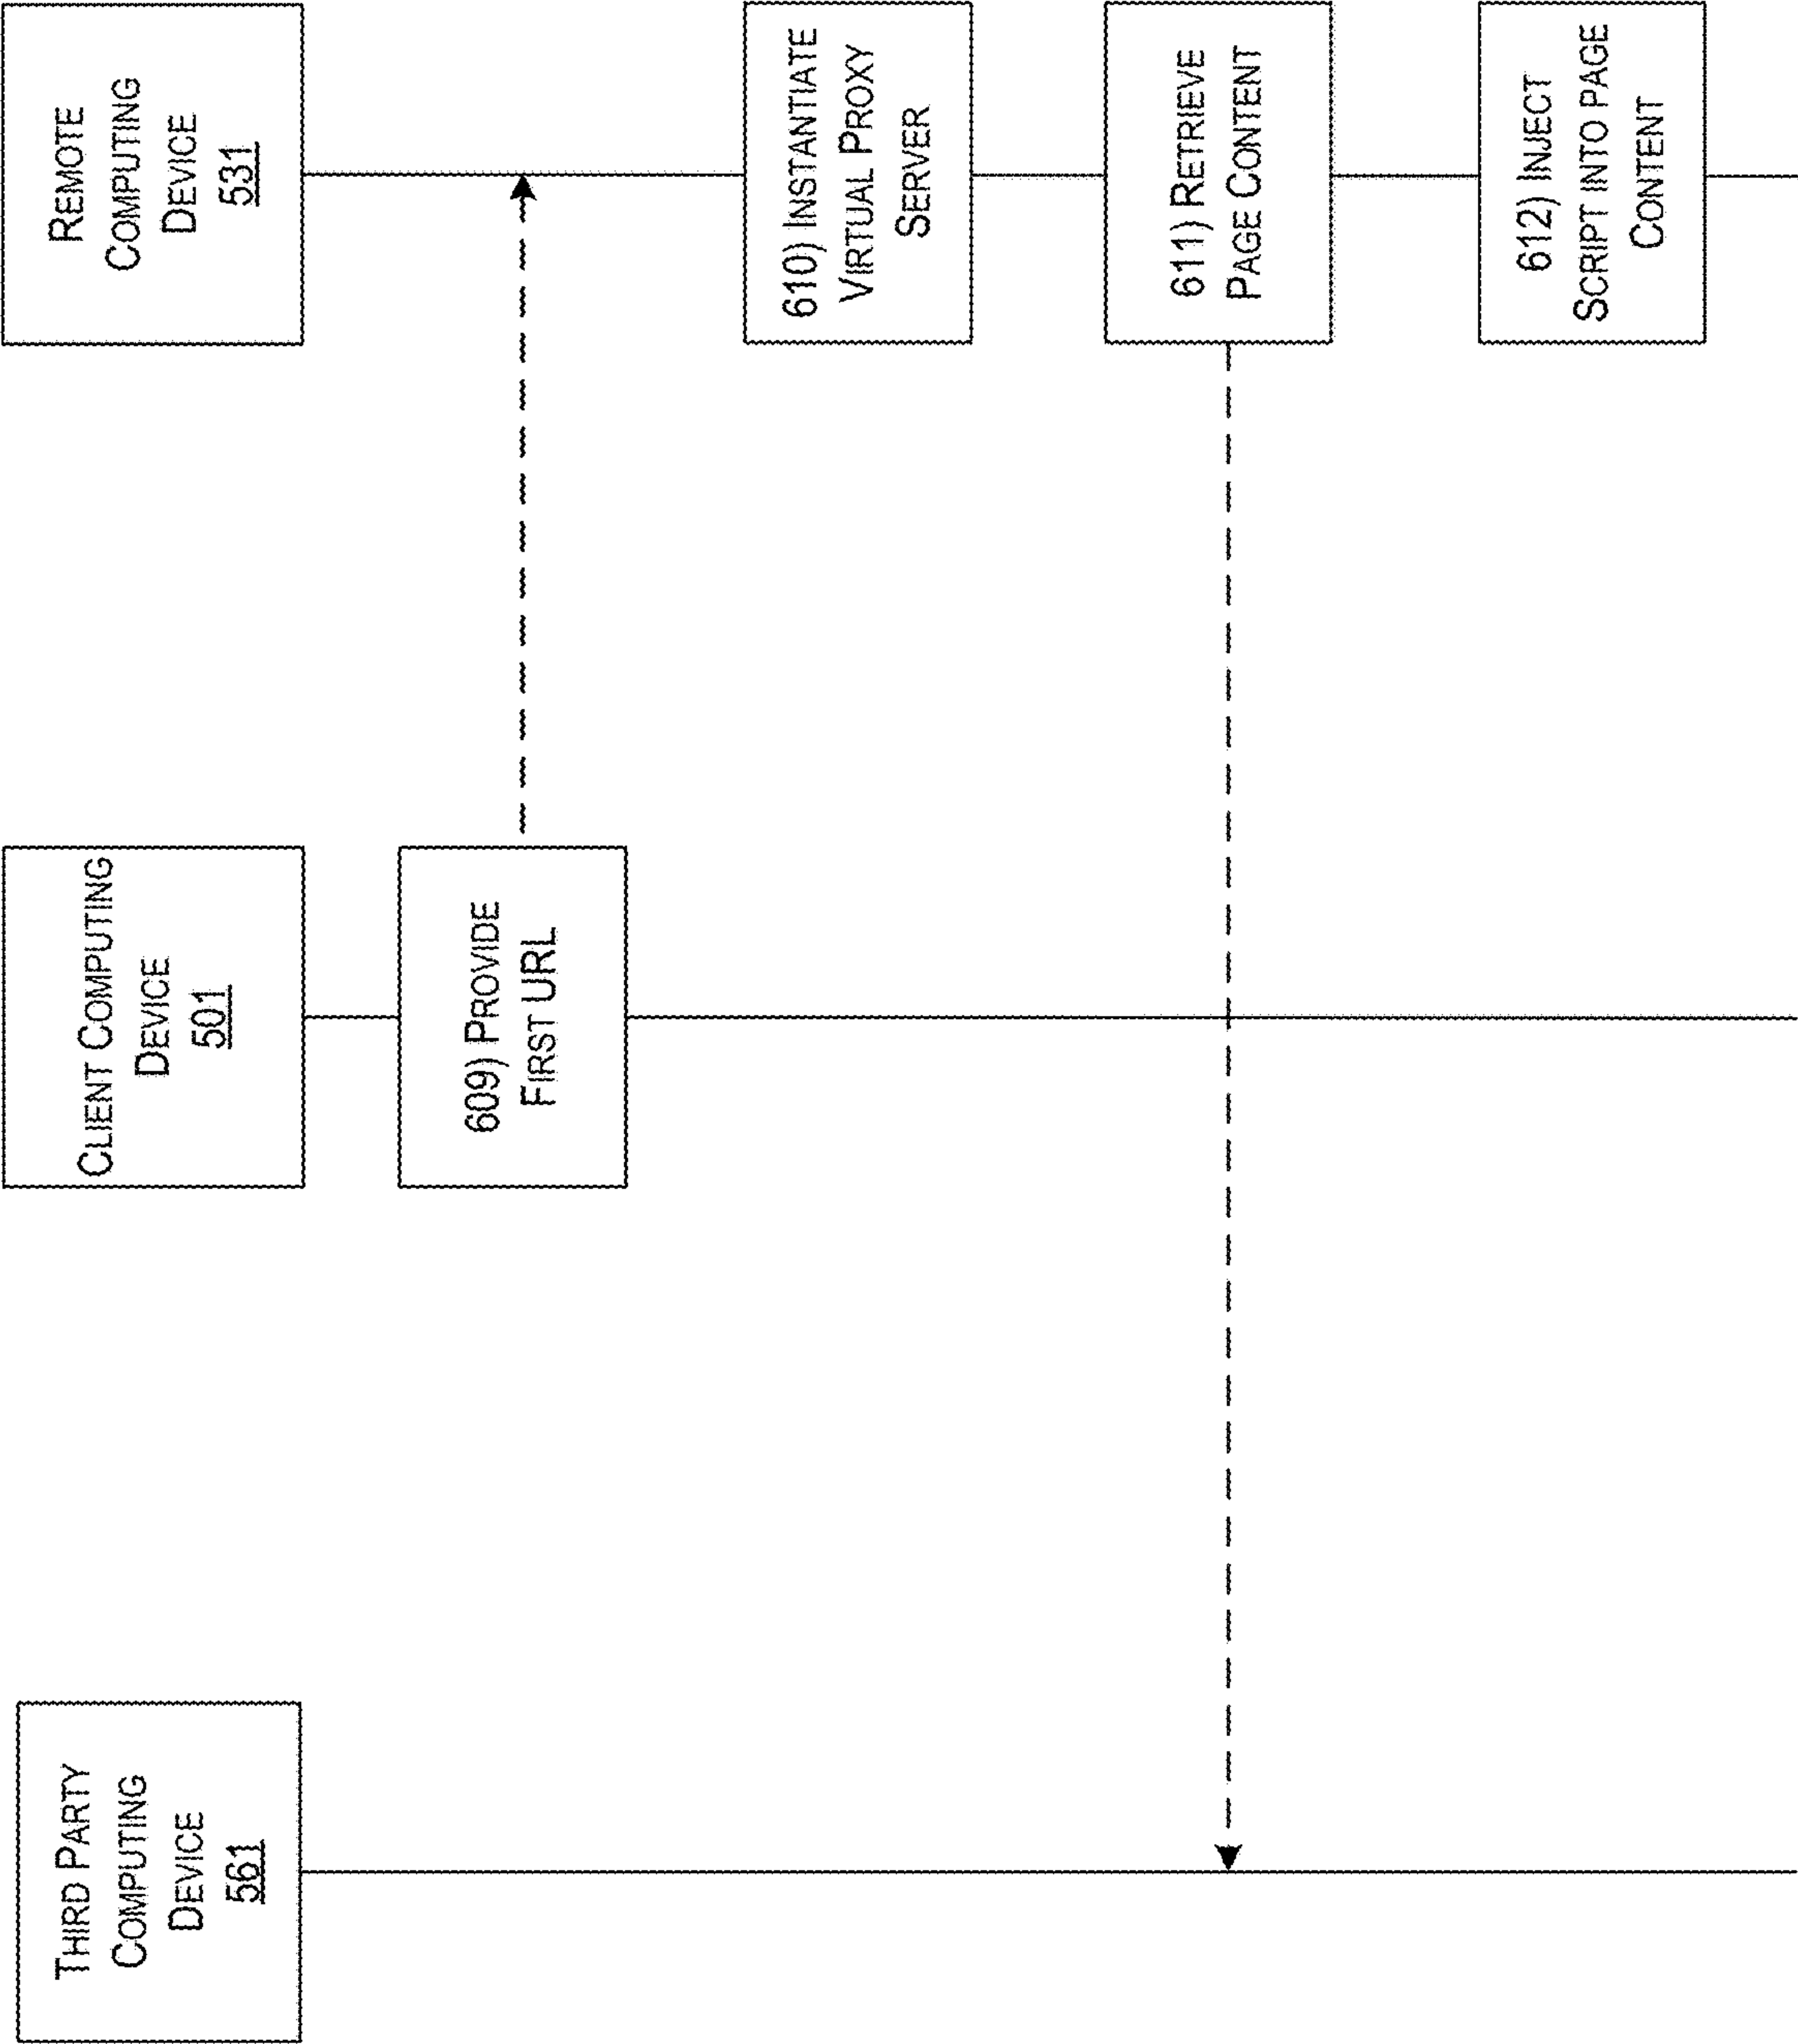 THIRD PARTY
COMPUTING
DEVICE
561
CLIENT COMPUTING
DEVICE
501
REMOTE
COMPUTING
DEVICE
531
609) PROVIDE
FIRST URL
610) INSTANTIATE
VIRTUAL PROXY
SERVER
611) RETRIEVE
PAGE CONTENT
612) INJECT
SCRIPT INTO PAGE
CONTENT